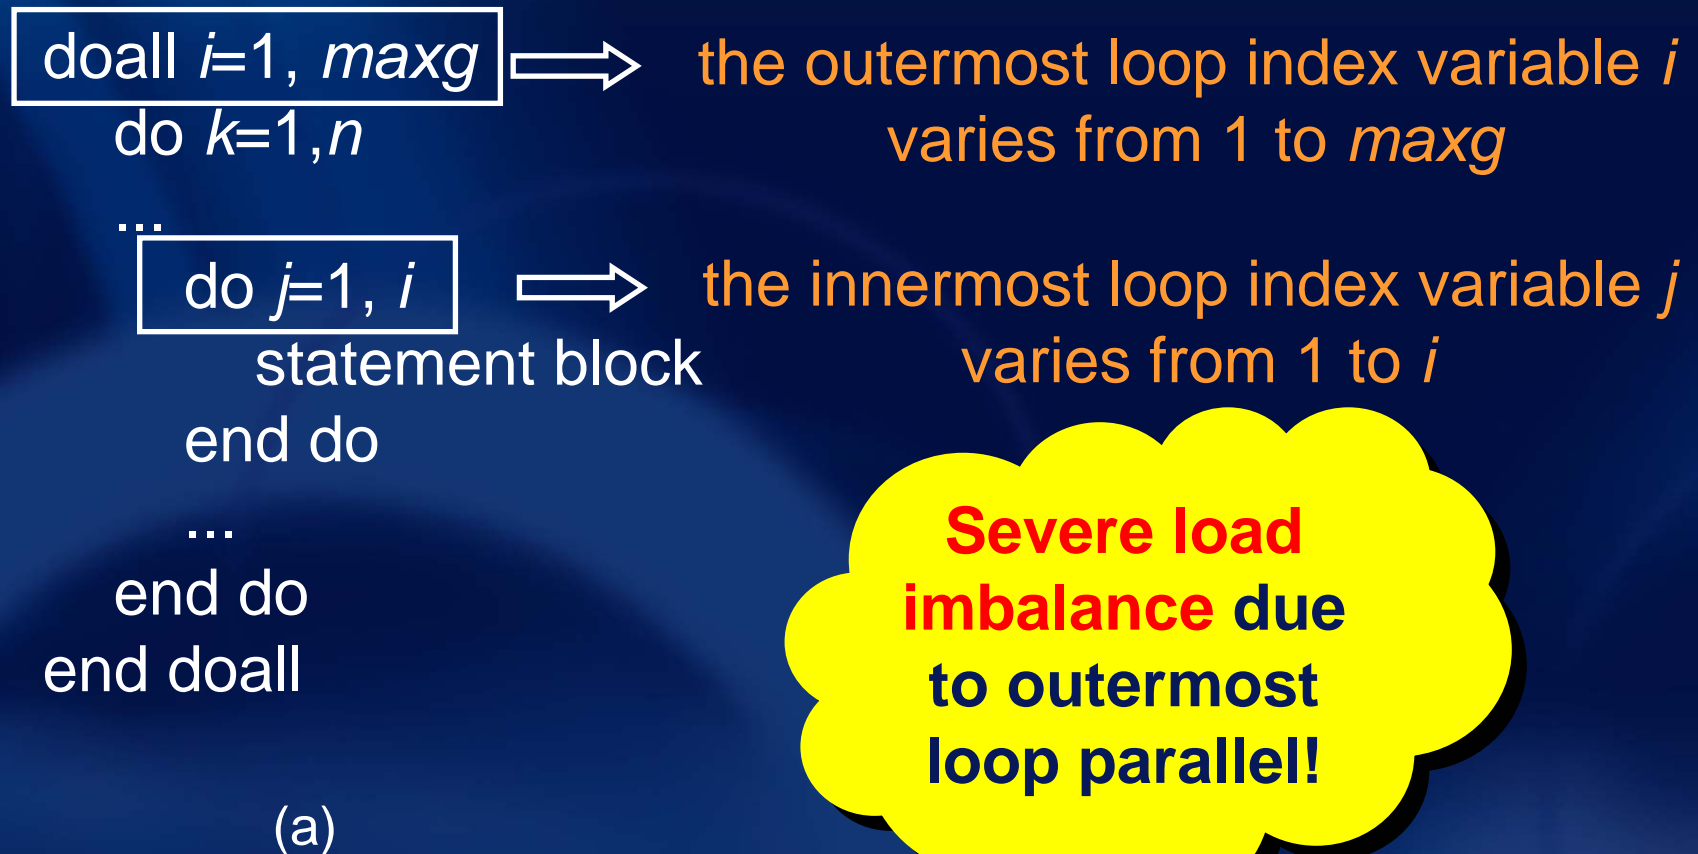 doall i=1, maxg
do k=1,n
...
do j=1, i
statement block
end do
...
end do
end doall
(a)
the outermost loop index variable i
varies from 1 to maxg
the innermost loop index variable j
varies from 1 to i
Severe load
imbalance due
to outermost
loop parallel!